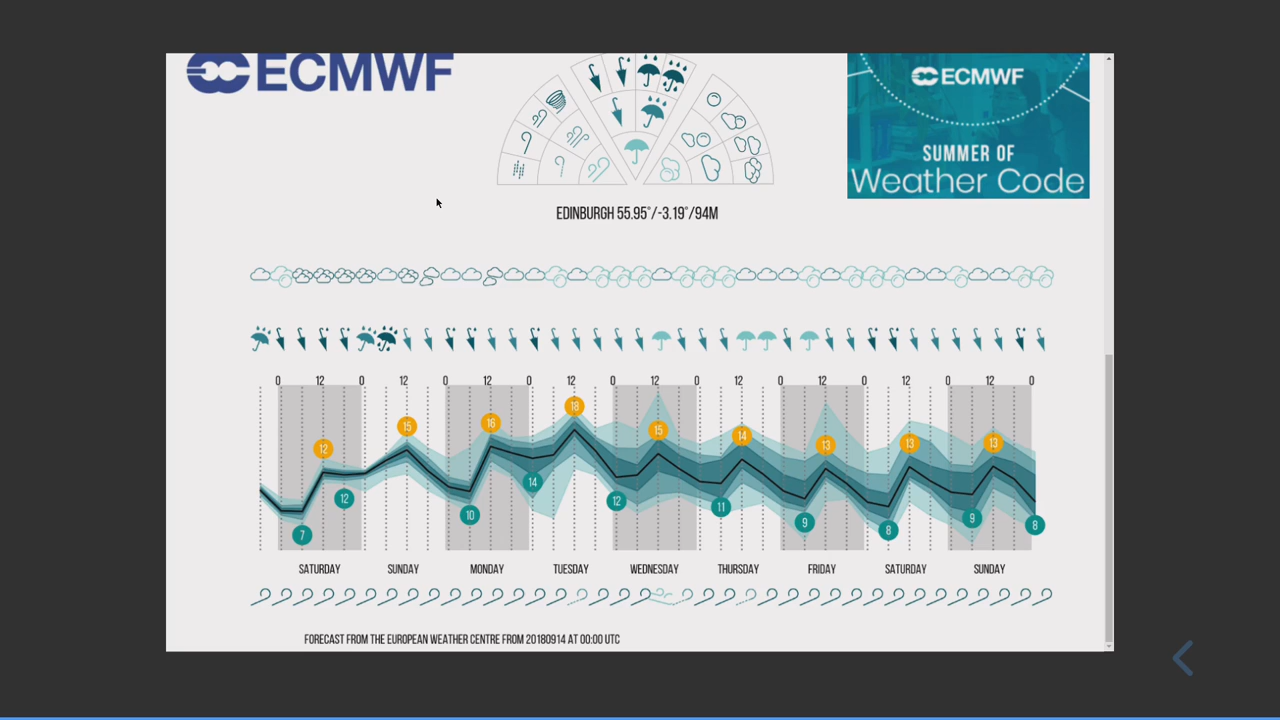 ECMWF
ECMWF
SUMMER OF
Weather Code
EDINBURGH 55.95°/-3.19°/94M
0 12 0 12 0 12 0 12 0 12 0 12 0 12 0 12 0 12 0
18
16
15
15
14
13
13
13
12
14
12
12
11
10
9
9
8
8
7
SATURDAY SUNDAY MONDAY TUESDAY WEDNESDAY THURSDAY FRIDAY SATURDAY SUNDAY
FORECAST FROM THE EUROPEAN WEATHER CENTRE FROM 20180914 AT 00:00 UTC